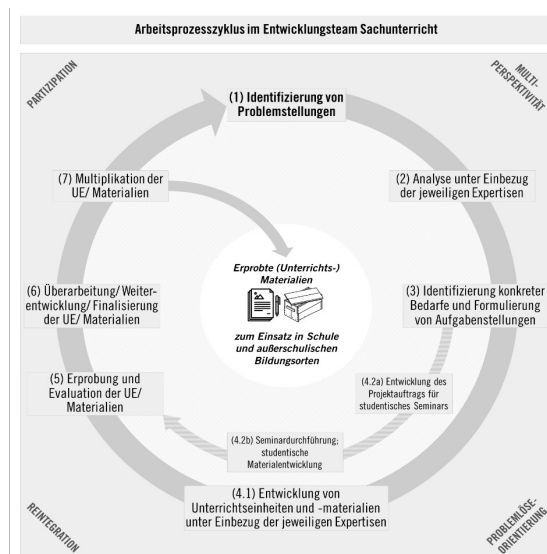 Arbeitsprozesszyklus im Entwicklungsteam Sachunterricht
PARTIZIPATION
MULTI-
PERSPEKTIVITÄT
(1) Identifizierung von
Problemstellungen
(7) Multiplikation der
UE/ Materialien
(2) Analyse unter Einbezug
der jeweiligen Expertisen
Erprobte (Unterrichts-)
Materialien
zum Einsatz in Schule
und außerschulischen
Bildungsorten
(6) Überarbeitung/ Weiter-
entwicklung/ Finalisierung
der UE/ Materialien
(3) Identifizierung konkreter
Bedarfe und Formulierung
von Aufgabenstellungen
(5) Erprobung und
Evaluation der UE/
Materialien
(4.2a) Entwicklung des
Projektauftrags für
studentisches Seminars
(4.2b) Seminardurchführung;
studentische
Materialentwicklung
(4.1) Entwicklung von
Unterrichtseinheiten und -materialien
unter Einbezug der jeweiligen Expertisen
REINTEGRATION
PROBLEMLÖSE-
ORIENTIERUNG